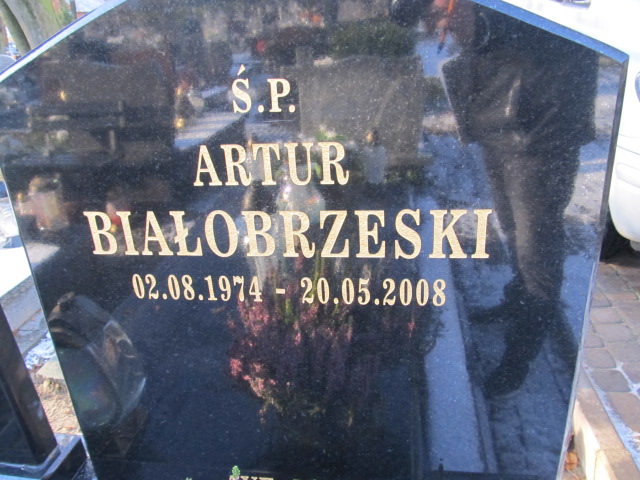 Ś.P.
ARTUR
BIAŁOBRZESKI
02.08.1974 - 20.05.2008